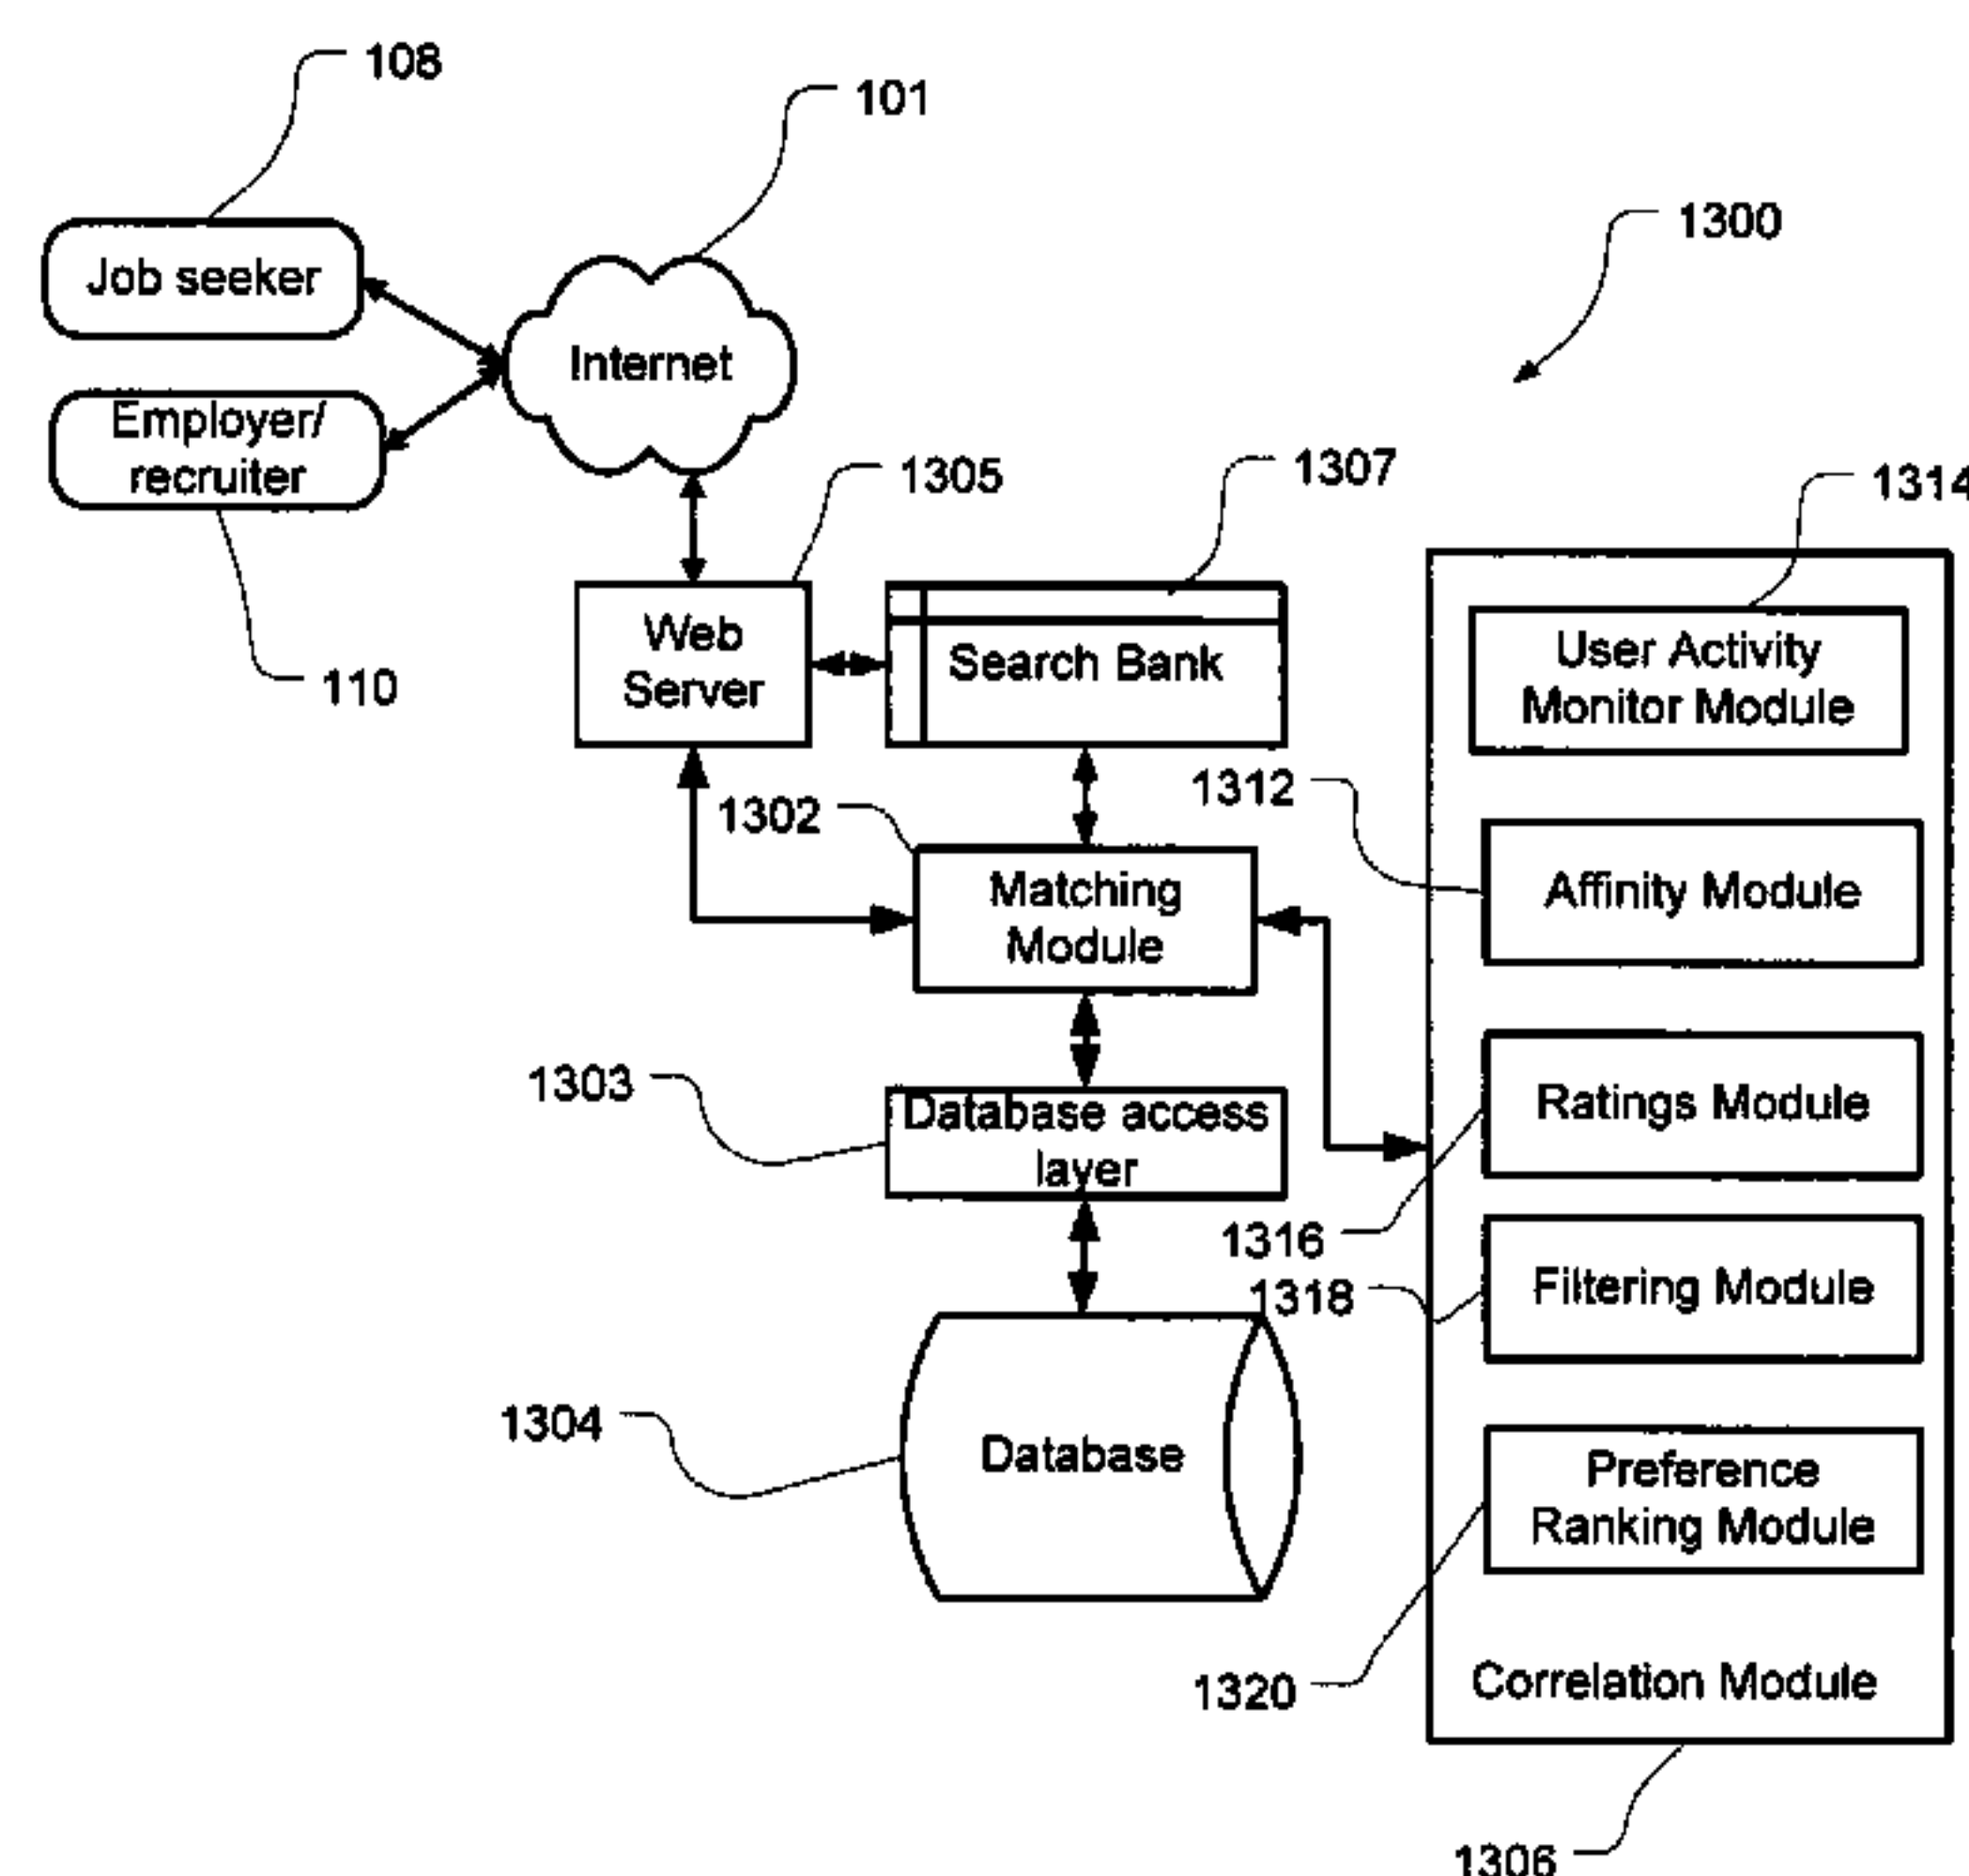 108
101
1300
Job seeker
Internet
Employer/
recruiter
1305
1307
1314
110
Web
Server
Search Bank
User Activity
Monitor Module
1302
1312
Matching
Module
Affinity Module
1303
Database access
layer
Ratings Module
1316
1318
Filtering Module
1304
Database
Preference
Ranking Module
1320
Correlation Module
1306